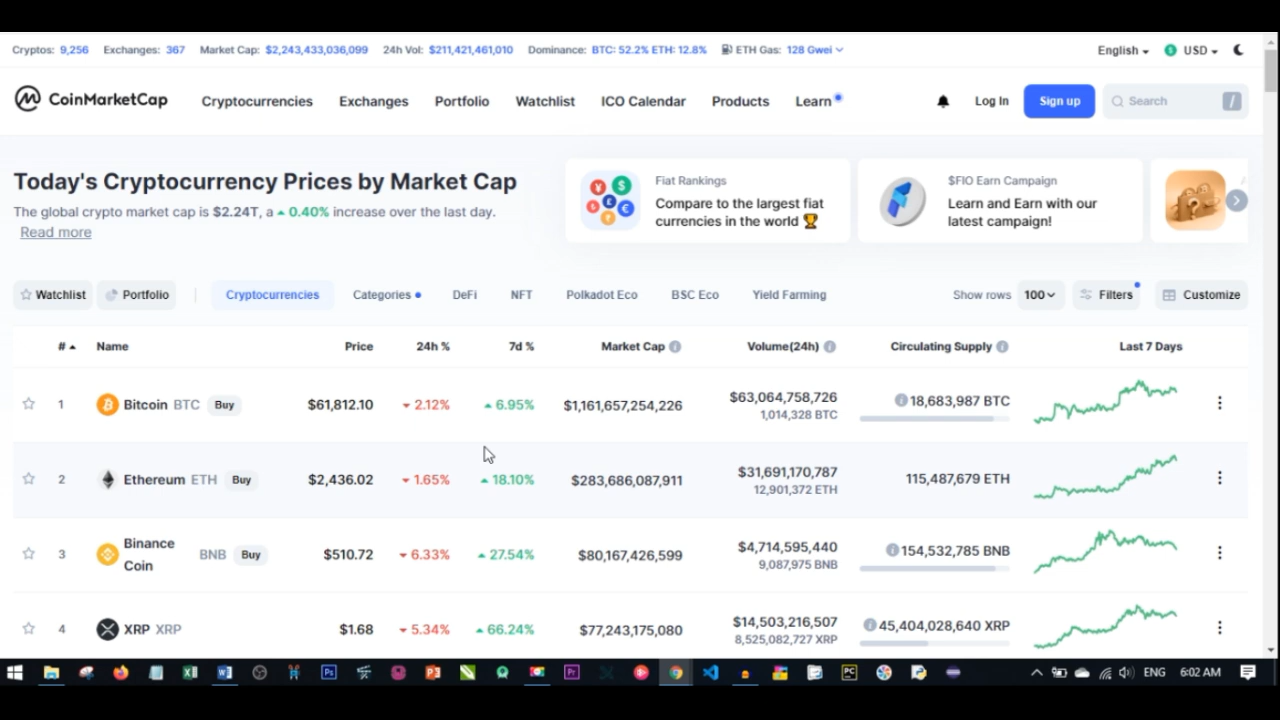 Cryptos: 9,256 Exchanges: 367 Market Cap: $2,243,433,036,099 24h Vol: $211,421,461,010 Dominance: BTC: 52.2% ETH: 12.8% ETH Gas: 128 Gwei English USD
CoinMarketCap Cryptocurrencies Exchanges Portfolio Watchlist ICO Calendar Products Learn Log In Sign up Search /
Today's Cryptocurrency Prices by Market Cap
The global crypto market cap is $2.24T, a 0.40% increase over the last day.
Read more
Fiat Rankings
Compare to the largest fiat
currencies in the world
$FIO Earn Campaign
Learn and Earn with our
latest campaign!
Watchlist Portfolio Cryptocurrencies Categories DeFi NFT Polkadot Eco BSC Eco Yield Farming Show rows 100 Filters Customize
# Name Price 24h % 7d % Market Cap Volume(24h) Circulating Supply Last 7 Days
1 Bitcoin BTC Buy $61,812.10 2.12% 6.95% $1,161,657,254,226 $63,064,758,726 18,683,987 BTC
1,014,328 BTC
2 Ethereum ETH Buy $2,436.02 1.65% 18.10% $283,686,087,911 $31,691,170,787 115,487,679 ETH
12,901,372 ETH
3 Binance Coin BNB Buy $510.72 6.33% 27.54% $80,167,426,599 $4,714,595,440 154,532,785 BNB
9,087,975 BNB
4 XRP XRP $1.68 5.34% 66.24% $77,243,175,080 $14,503,216,507 45,404,028,640 XRP
8,525,082,727 XRP
ENG 6:02 AM